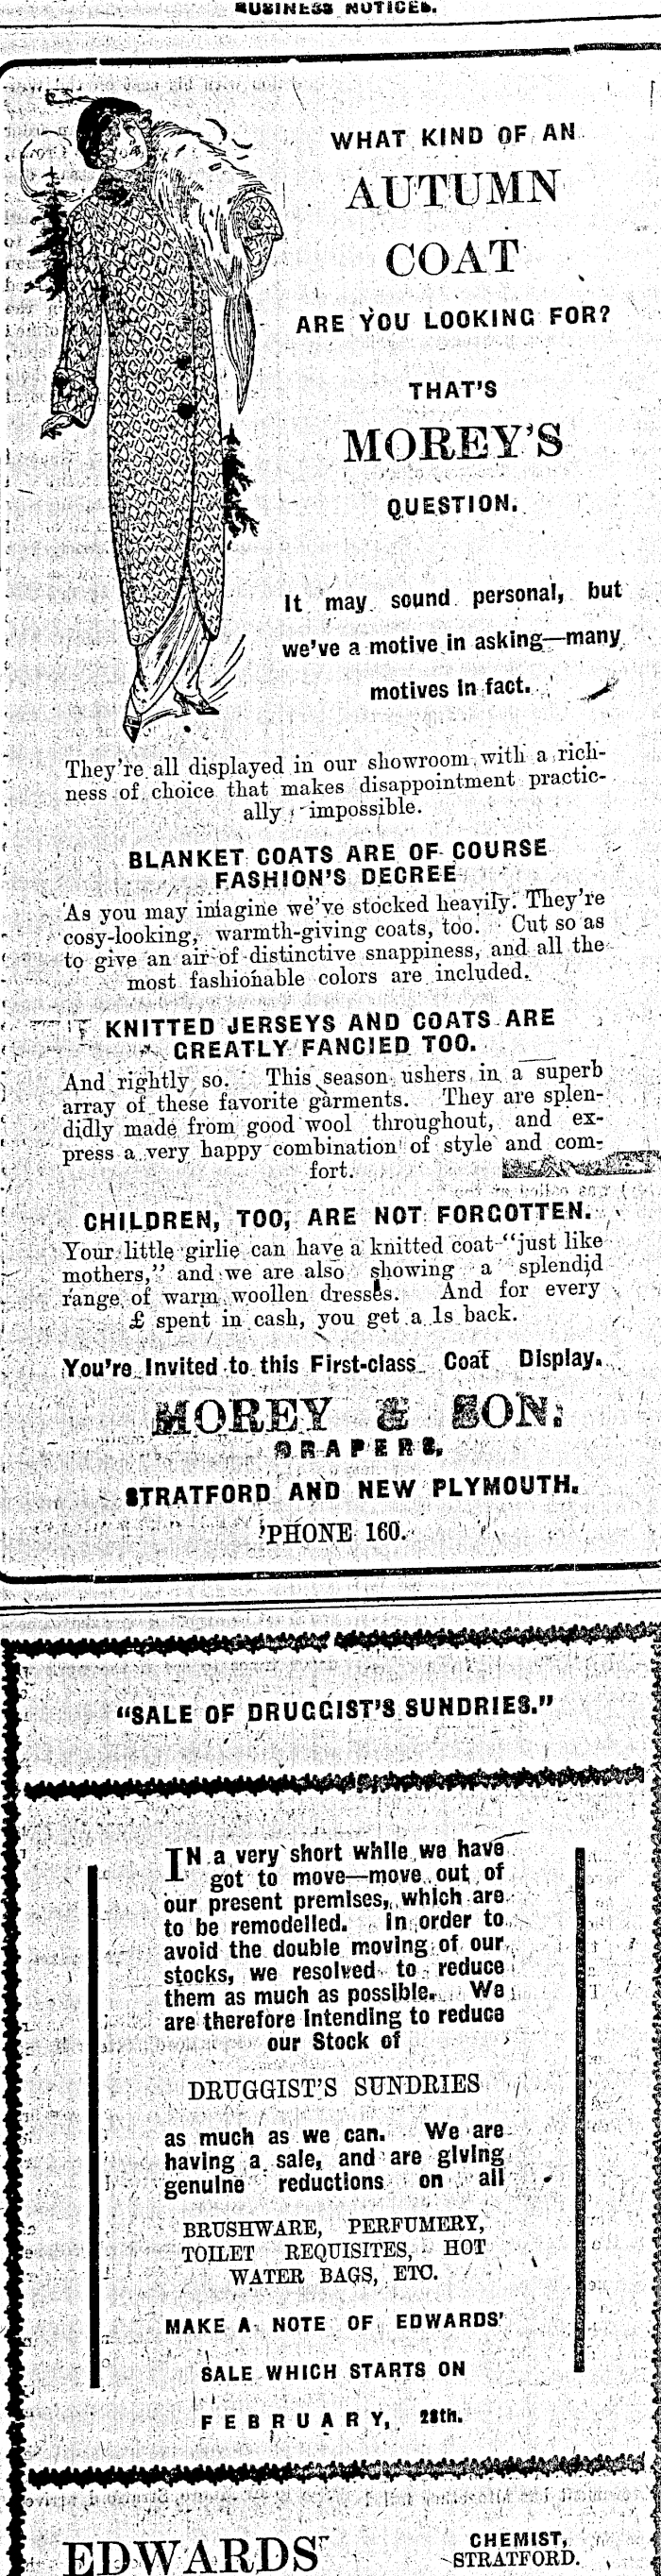 BUSINESS NOTICES.
WHAT KIND OF AN
AUTUMN
COAT
ARE YOU LOOKING FOR?
THAT'S
MOREY'S
QUESTION.
It may sound personal, but
we've a motive in asking—many
motives in fact.
They're all displayed in our showroom with a rich-
ness of choice that makes disappointment practic-
ally impossible.
BLANKET COATS ARE OF COURSE
FASHION'S DECREE
As you may imagine we've stocked heavily. They're
cosy-looking, warmth-giving coats, too. Cut so as
to give an air of distinctive snappiness, and all the
most fashionable colors are included.
KNITTED JERSEYS AND COATS ARE
GREATLY FANCIED TOO.
And rightly so. This season ushers in a superb
array of these favorite garments. They are splen-
didly made from good wool throughout, and ex-
press a very happy combination of style and com-
fort.
CHILDREN, TOO, ARE NOT FORGOTTEN.
Your little girlie can have a knitted coat "just like
mothers," and we are also showing a splendid
range of warm woollen dresses. And for every
£ spent in cash, you get a 1s back.
You're Invited to this First-class Coat Display.
MOREY & SON.
DRAPERS,
STRATFORD AND NEW PLYMOUTH.
'PHONE 160.
"SALE OF DRUGGIST'S SUNDRIES."
IN a very short while we have
got to move—move out of
our present premises, which are
to be remodelled. In order to
avoid the double moving of our
stocks, we resolved to reduce
them as much as possible. We
are therefore intending to reduce
our Stock of
DRUGGIST'S SUNDRIES
as much as we can. We are
having a sale, and are giving
genuine reductions on all
BRUSHWARE, PERFUMERY,
TOILET REQUISITES, HOT
WATER BAGS, ETC.
MAKE A NOTE OF EDWARDS'
SALE WHICH STARTS ON
FEBRUARY, 28th.
EDWARDS'
CHEMIST,
STRATFORD.